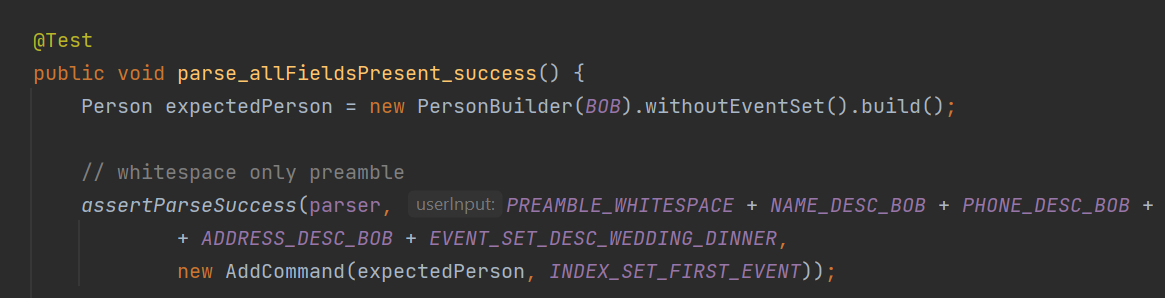 @Test
public void parse_allFieldsPresent_success() {
Person expectedPerson = new PersonBuilder(BOB).withoutEventSet().build();
// whitespace only preamble
assertParseSuccess(parser, userInput: PREAMBLE_WHITESPACE + NAME_DESC_BOB + PHONE_DESC_BOB +
+ ADDRESS_DESC_BOB + EVENT_SET_DESC_WEDDING_DINNER,
new AddCommand(expectedPerson, INDEX_SET_FIRST_EVENT));